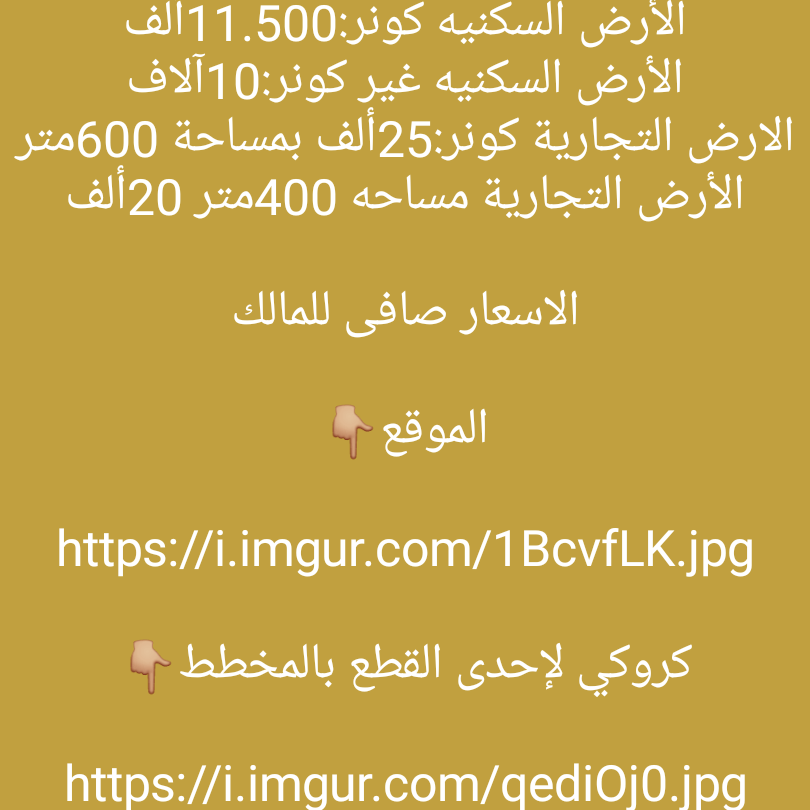 الأرض السكنيه كونر:11.500ألف
الأرض السكنيه غير كونر:10آلاف
الارض التجارية كونر:25ألف بمساحة 600متر
الأرض التجارية مساحه 400متر 20ألف
الاسعار صافى للمالك
الموقع👇🏼
https://i.imgur.com/1BcvfLK.jpg
كروكي لإحدى القطع بالمخطط👇🏼
https://i.imgur.com/qediOj0.jpg